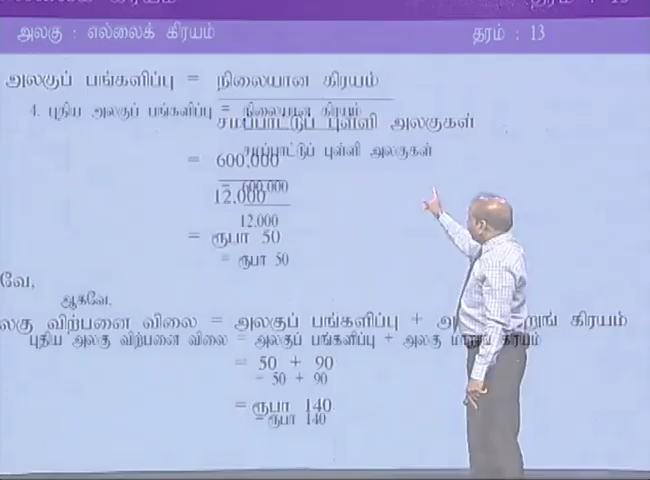 அலகு : எல்லைக் கிரயம் தரம் : 13
அலகுப் பங்களிப்பு = நிலையான கிரயம்
4. புதிய அலகுப் பங்களிப்பு = நிலையான கிரயம்
சமப்பாட்டுப் புள்ளி அலகுகள்
சமப்பாட்டுப் புள்ளி அலகுகள்
= 600,000
= 600,000
12,000
12,000
= ரூபா 50
= ரூபா 50
வே,
ஆகவே,
லகு விற்பனை விலை = அலகுப் பங்களிப்பு + கிரயம்
புதிய அலகு விற்பனை விலை = அலகுப் பங்களிப்பு + அலகு மாறுங் கிரயம்
= 50 + 90
= 50 + 90
= ரூபா 140
= ரூபா 140